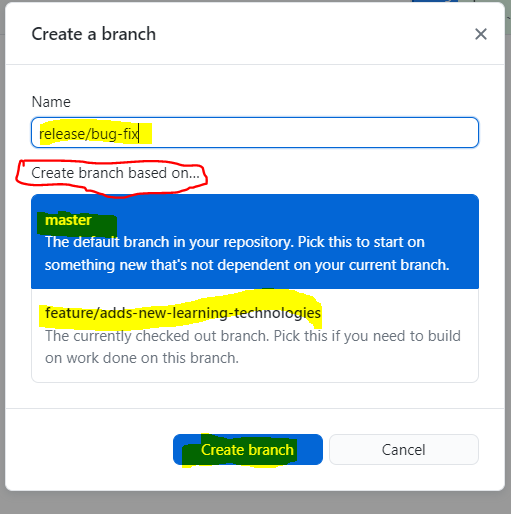 Create a branch
Name
release/bug-fix
Create branch based on...
master
The default branch in your repository. Pick this to start on
something new that's not dependent on your current branch.
feature/adds-new-learning-technologies
The currently checked out branch. Pick this if you need to build
on work done on this branch.
Create branch
Cancel